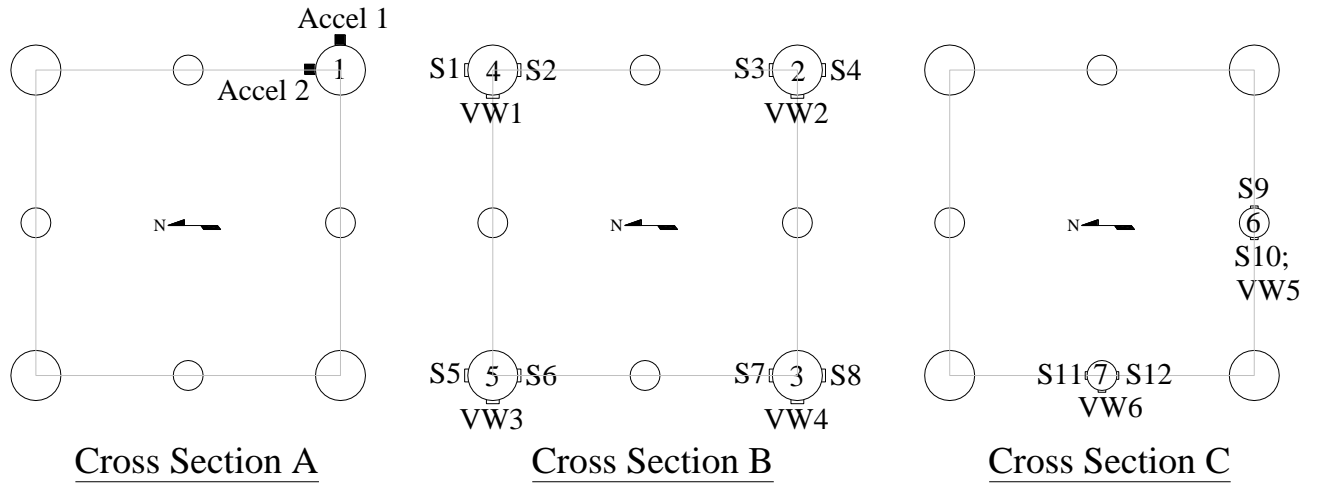 Accel 1
1
Accel 2
N
Cross Section A
S1 4 S2
VW1
S3 2 S4
VW2
N
S5 5 S6
VW3
S7 3 S8
VW4
Cross Section B
S9
6
S10;
VW5
N
S11 7 S12
VW6
Cross Section C